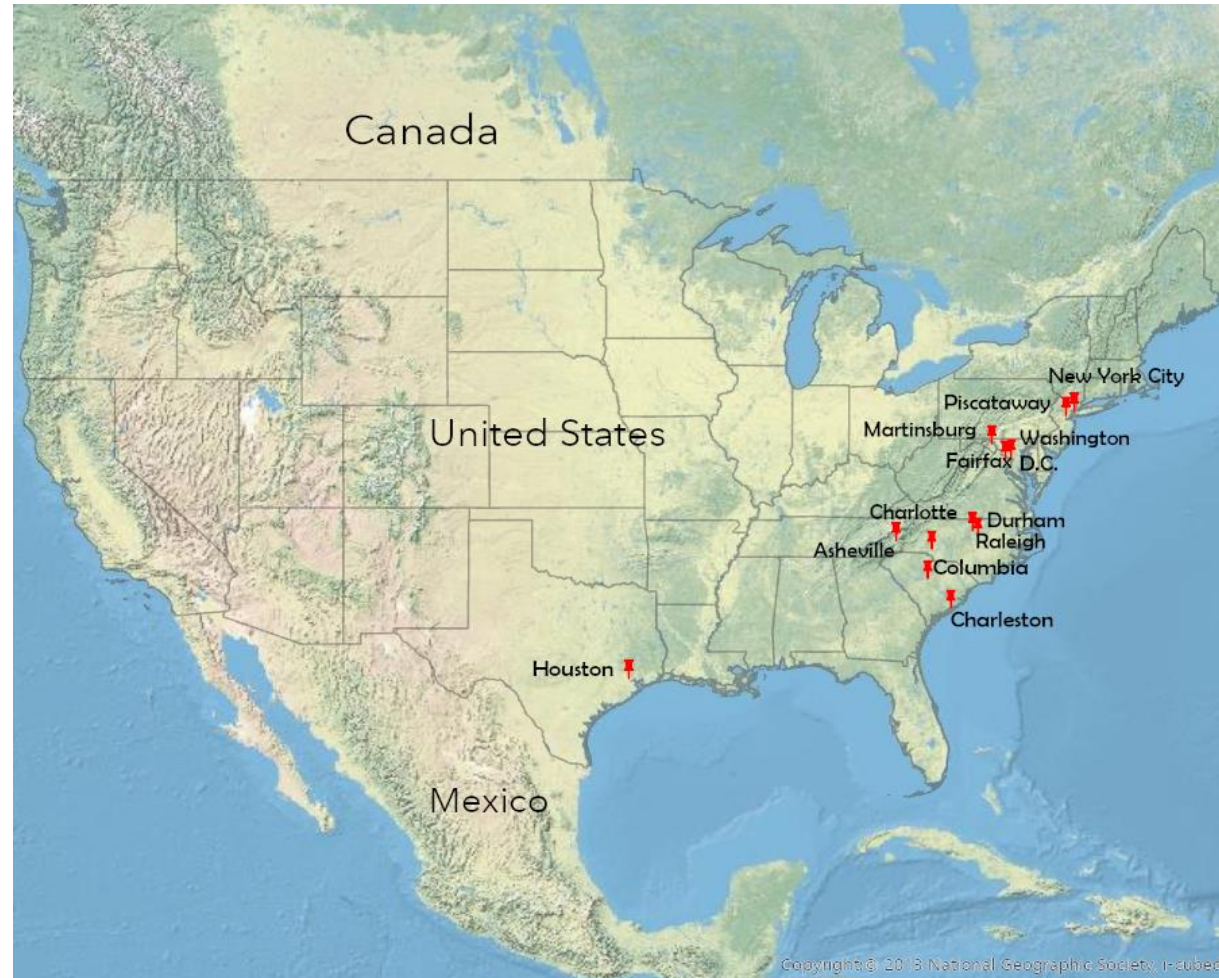 Canada
New York City
Piscataway
United States
Martinsburg
Washington
Fairfax D.C.
Charlotte
Durham
Raleigh
Asheville
Columbia
Charleston
Houston
Mexico
Copyright:© 2013 National Geographic Society, i-cubed